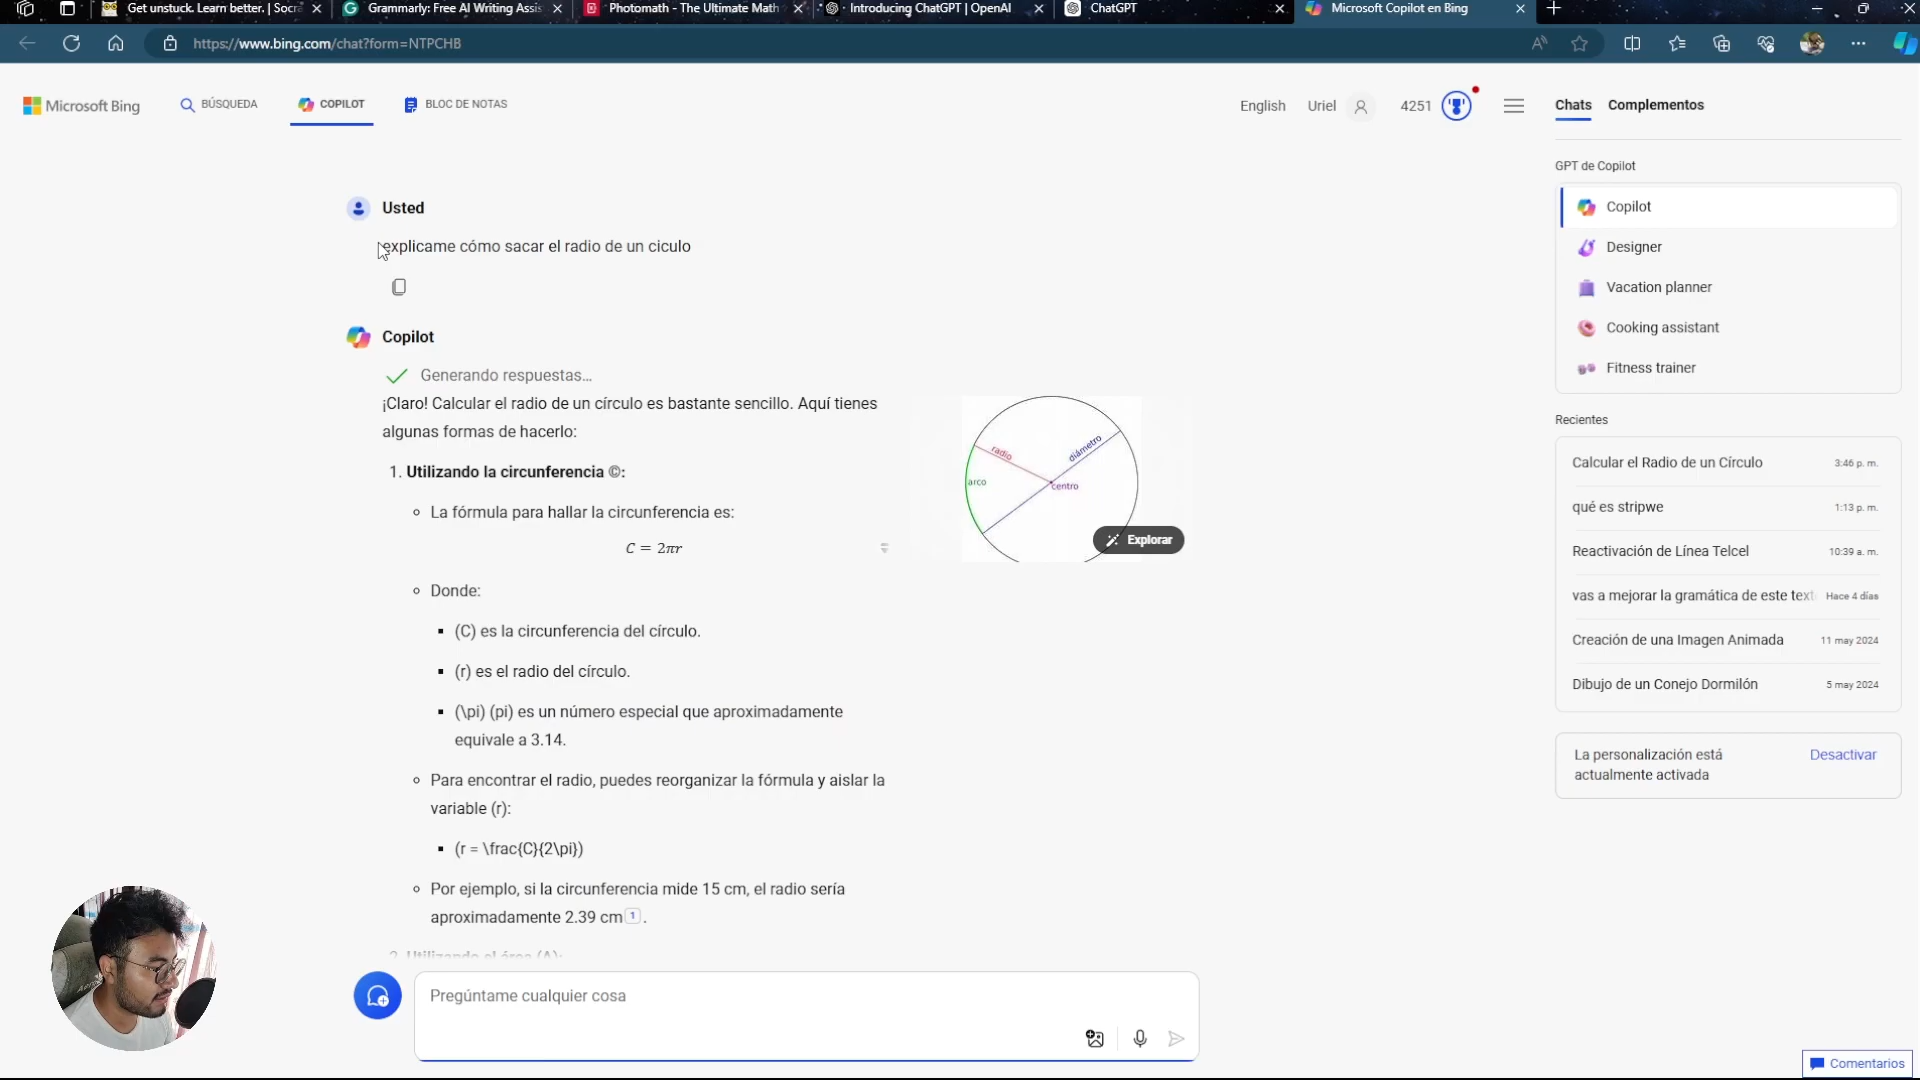 Get unstuck. Learn better. | Socra
Grammarly: Free AI Writing Assis
Photomath - The Ultimate Math
Introducing ChatGPT | OpenAI
ChatGPT
Microsoft Copilot en Bing
https://www.bing.com/chat?form=NTPCHB
Microsoft Bing
BÚSQUEDA
COPILOT
BLOC DE NOTAS
English
Uriel
4251
Chats
Complementos
Usted
explicame cómo sacar el radio de un ciculo
Copilot
Generando respuestas...
¡Claro! Calcular el radio de un círculo es bastante sencillo. Aquí tienes
algunas formas de hacerlo:
1. Utilizando la circunferencia ©:
La fórmula para hallar la circunferencia es:
C = 2πr
Donde:
(C) es la circunferencia del círculo.
(r) es el radio del círculo.
(\pi) (pi) es un número especial que aproximadamente
equivale a 3.14.
Para encontrar el radio, puedes reorganizar la fórmula y aislar la
variable (r):
(r = \frac{C}{2\pi})
Por ejemplo, si la circunferencia mide 15 cm, el radio sería
aproximadamente 2.39 cm 1 .
2. Utilizando el área (A):
radio
diámetro
arco
centro
Explorar
Pregúntame cualquier cosa
GPT de Copilot
Copilot
Designer
Vacation planner
Cooking assistant
Fitness trainer
Recientes
Calcular el Radio de un Círculo 3:46 p. m.
qué es stripwe 1:13 p. m.
Reactivación de Línea Telcel 10:39 a. m.
vas a mejorar la gramática de este text Hace 4 días
Creación de una Imagen Animada 11 may 2024
Dibujo de un Conejo Dormilón 5 may 2024
La personalización está
actualmente activada
Desactivar
Comentarios